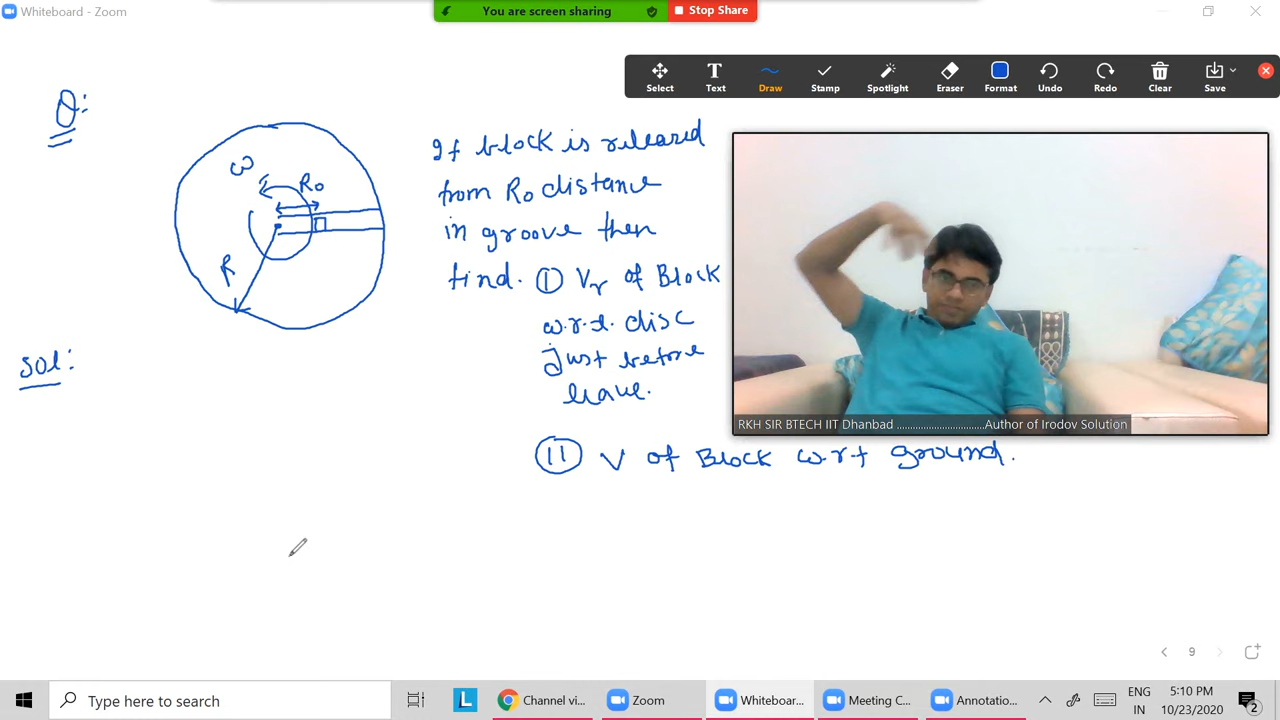 Whiteboard - Zoom
You are screen sharing
Stop Share
Select
Text
Draw
Stamp
Spotlight
Eraser
Format
Undo
Redo
Clear
Save
Q:
ω
R₀
R
If block is released
from R₀ distance
in groove then
find. (I) Vr of Block
w.r.t. disc
just before
leave.
(II) V of Block w.r.t ground.
Sol:
RKH SIR BTECH IIT Dhanbad ................................Author of Irodov Solution
9
Type here to search
L
Channel vi...
Zoom
Whiteboar...
Meeting C...
Annotatio...
ENG
IN
5:10 PM
10/23/2020
2